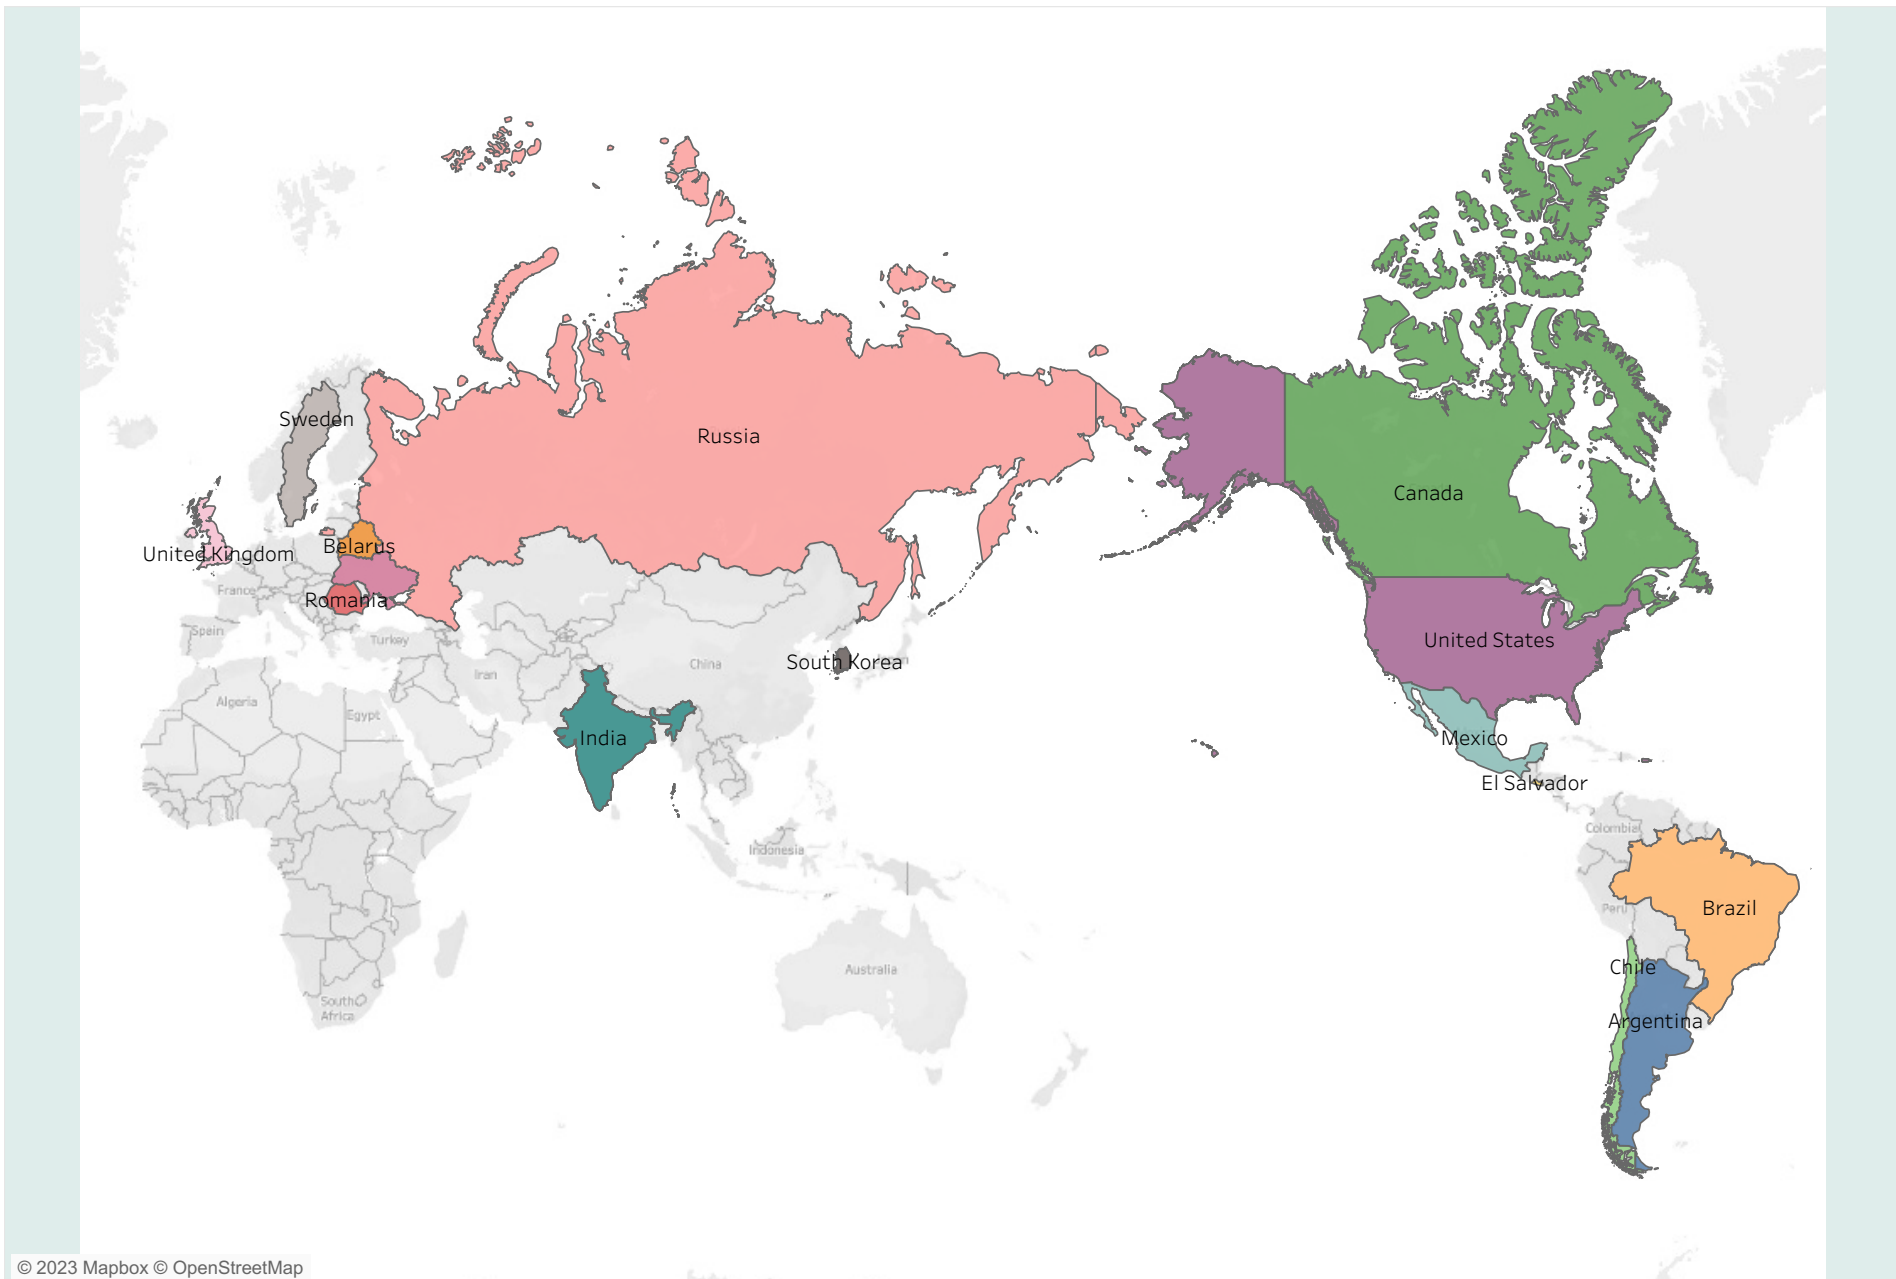 Sweden
Russia
Canada
United Kingdom
Belarus
France
Romania
Spain
Turkey
United States
South Korea
China
Iran
Algeria
Egypt
India
Mexico
El Salvador
Colombia
Indonesia
Peru
Brazil
Chile
Australia
South
Africa
Argentina
© 2023 Mapbox © OpenStreetMap